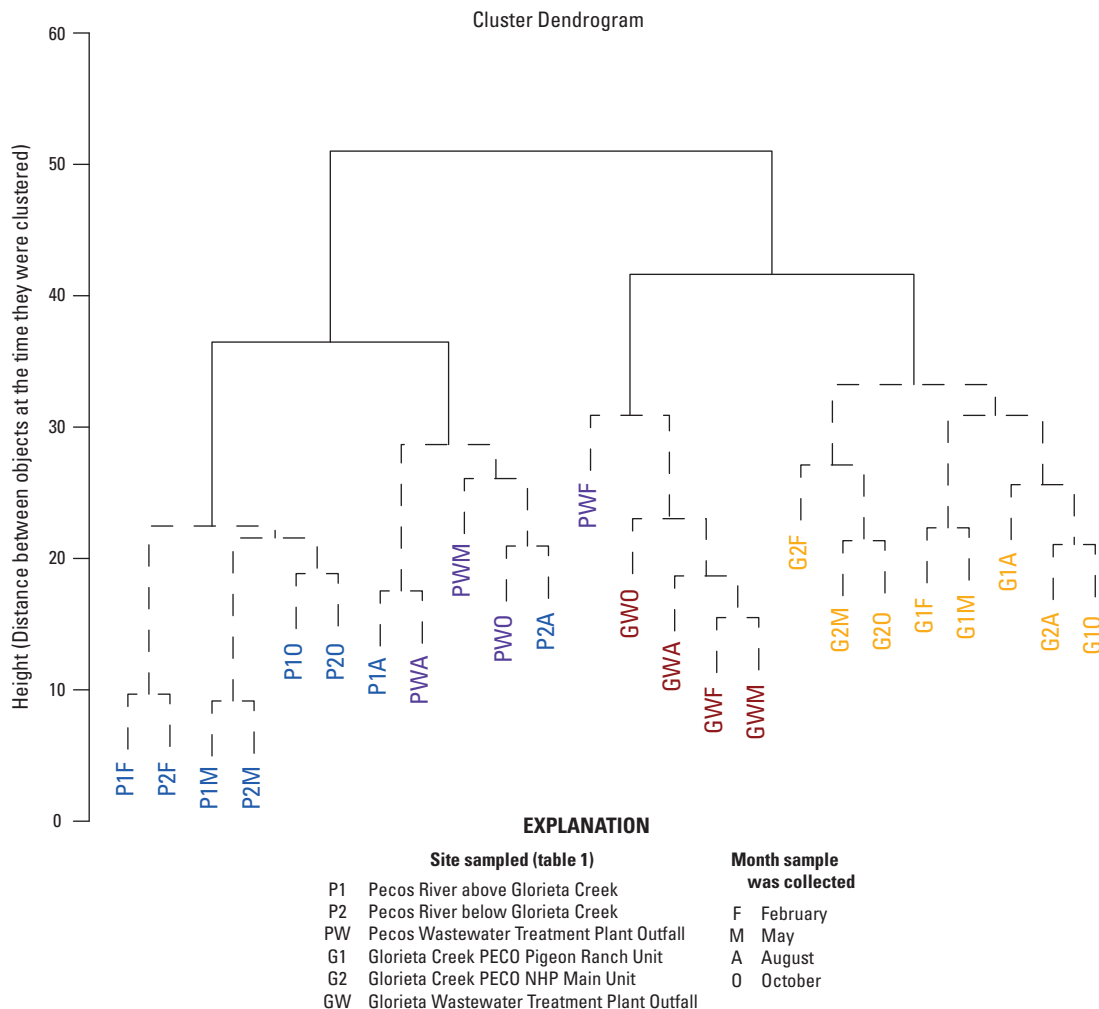 Cluster Dendrogram
Height (Distance between objects at the time they were clustered)
60
50
40
30
20
10
0
P1F
P2F
P1M
P2M
P1O
P2O
P1A
PWA
PWM
PWO
P2A
PWF
GWO
GWA
GWF
GWM
G2F
G2M
G2O
G1F
G1M
G1A
G2A
G1O
EXPLANATION
Site sampled (table 1)
P1 Pecos River above Glorieta Creek
P2 Pecos River below Glorieta Creek
PW Pecos Wastewater Treatment Plant Outfall
G1 Glorieta Creek PECO Pigeon Ranch Unit
G2 Glorieta Creek PECO NHP Main Unit
GW Glorieta Wastewater Treatment Plant Outfall
Month sample
was collected
F February
M May
A August
O October